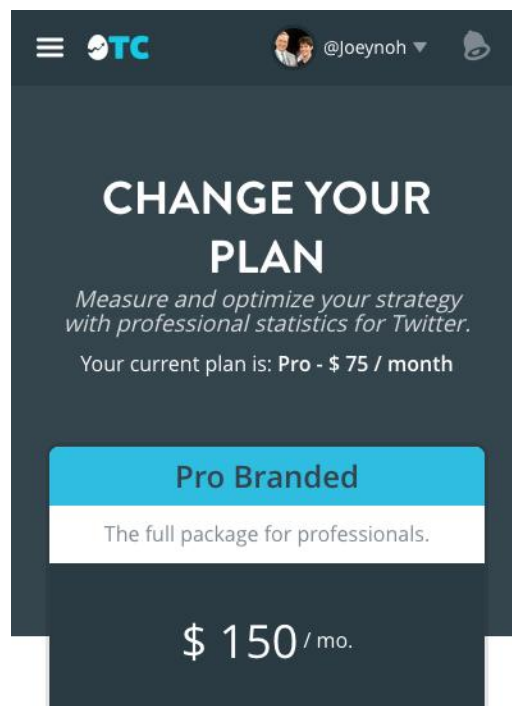 TC @Joeynoh
CHANGE YOUR
PLAN
Measure and optimize your strategy
with professional statistics for Twitter.
Your current plan is: Pro - $ 75 / month
Pro Branded
The full package for professionals.
$ 150 / mo.